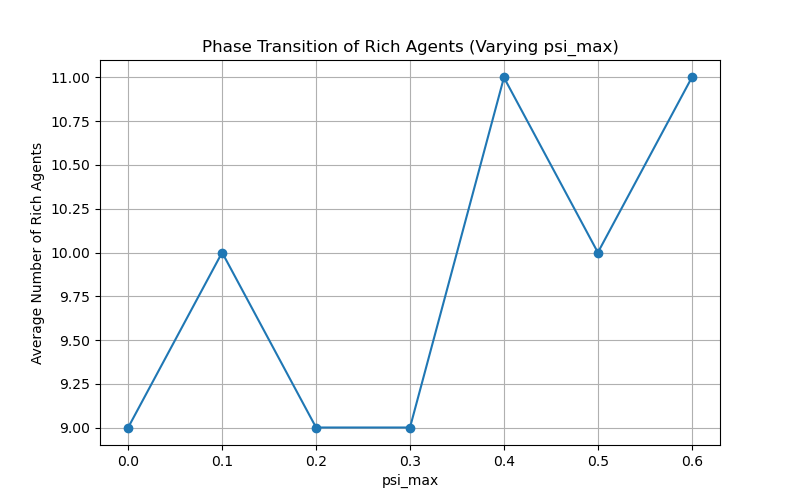 Phase Transition of Rich Agents (Varying psi_max)
Average Number of Rich Agents
11.00
10.75
10.50
10.25
10.00
9.75
9.50
9.25
9.00
0.0 0.1 0.2 0.3 0.4 0.5 0.6
psi_max